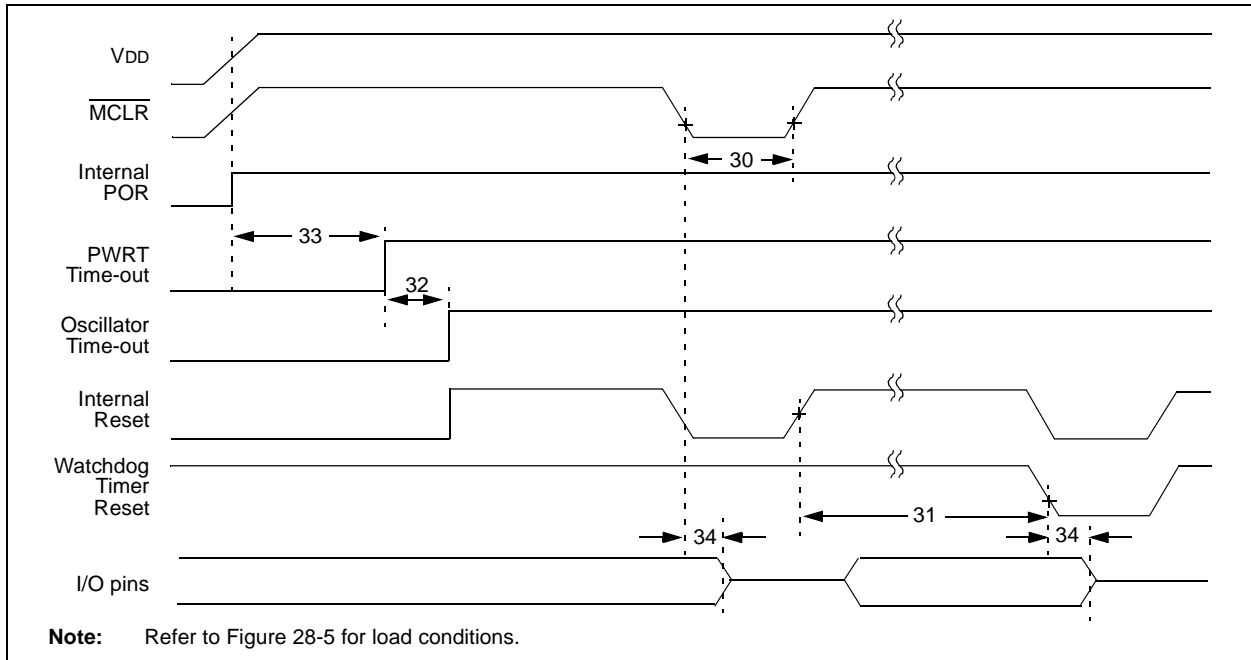 VDD
MCLR
30
Internal
POR
33
PWRT
Time-out
32
Oscillator
Time-out
Internal
Reset
Watchdog
Timer
Reset
31
34
34
I/O pins
Note: Refer to Figure 28-5 for load conditions.